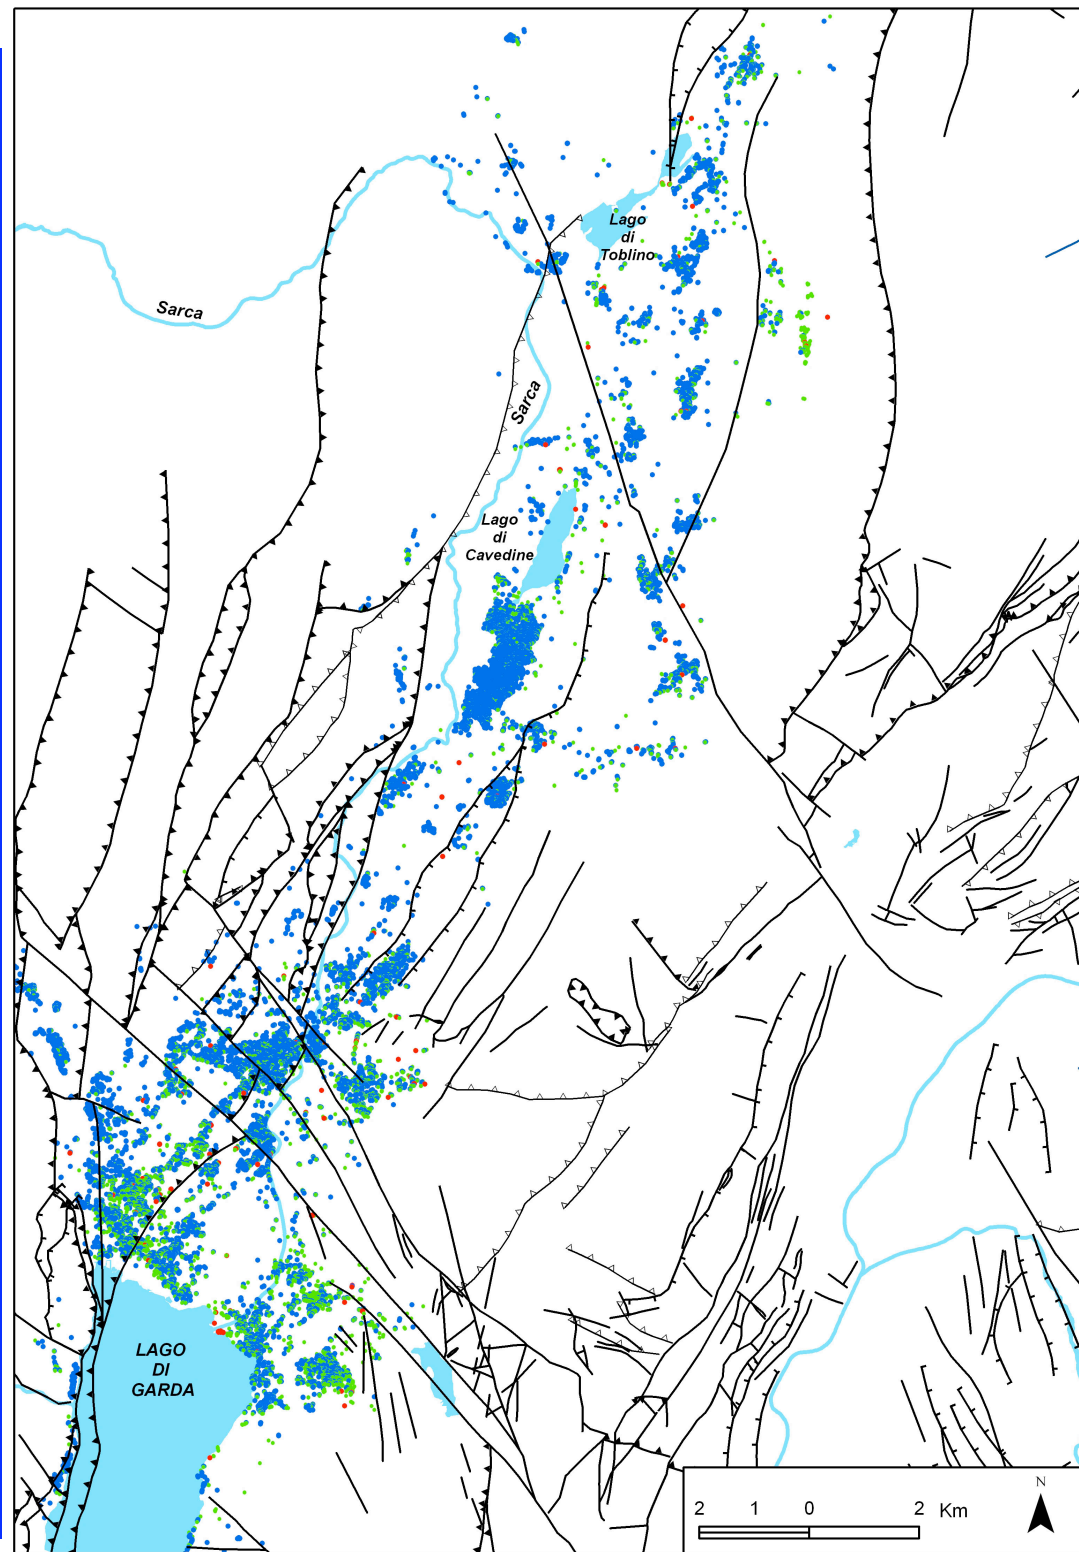 Lago
di
Toblino
Sarca
Sarca
Lago
di
Cavedine
LAGO
DI
GARDA
N
2 1 0 2 Km